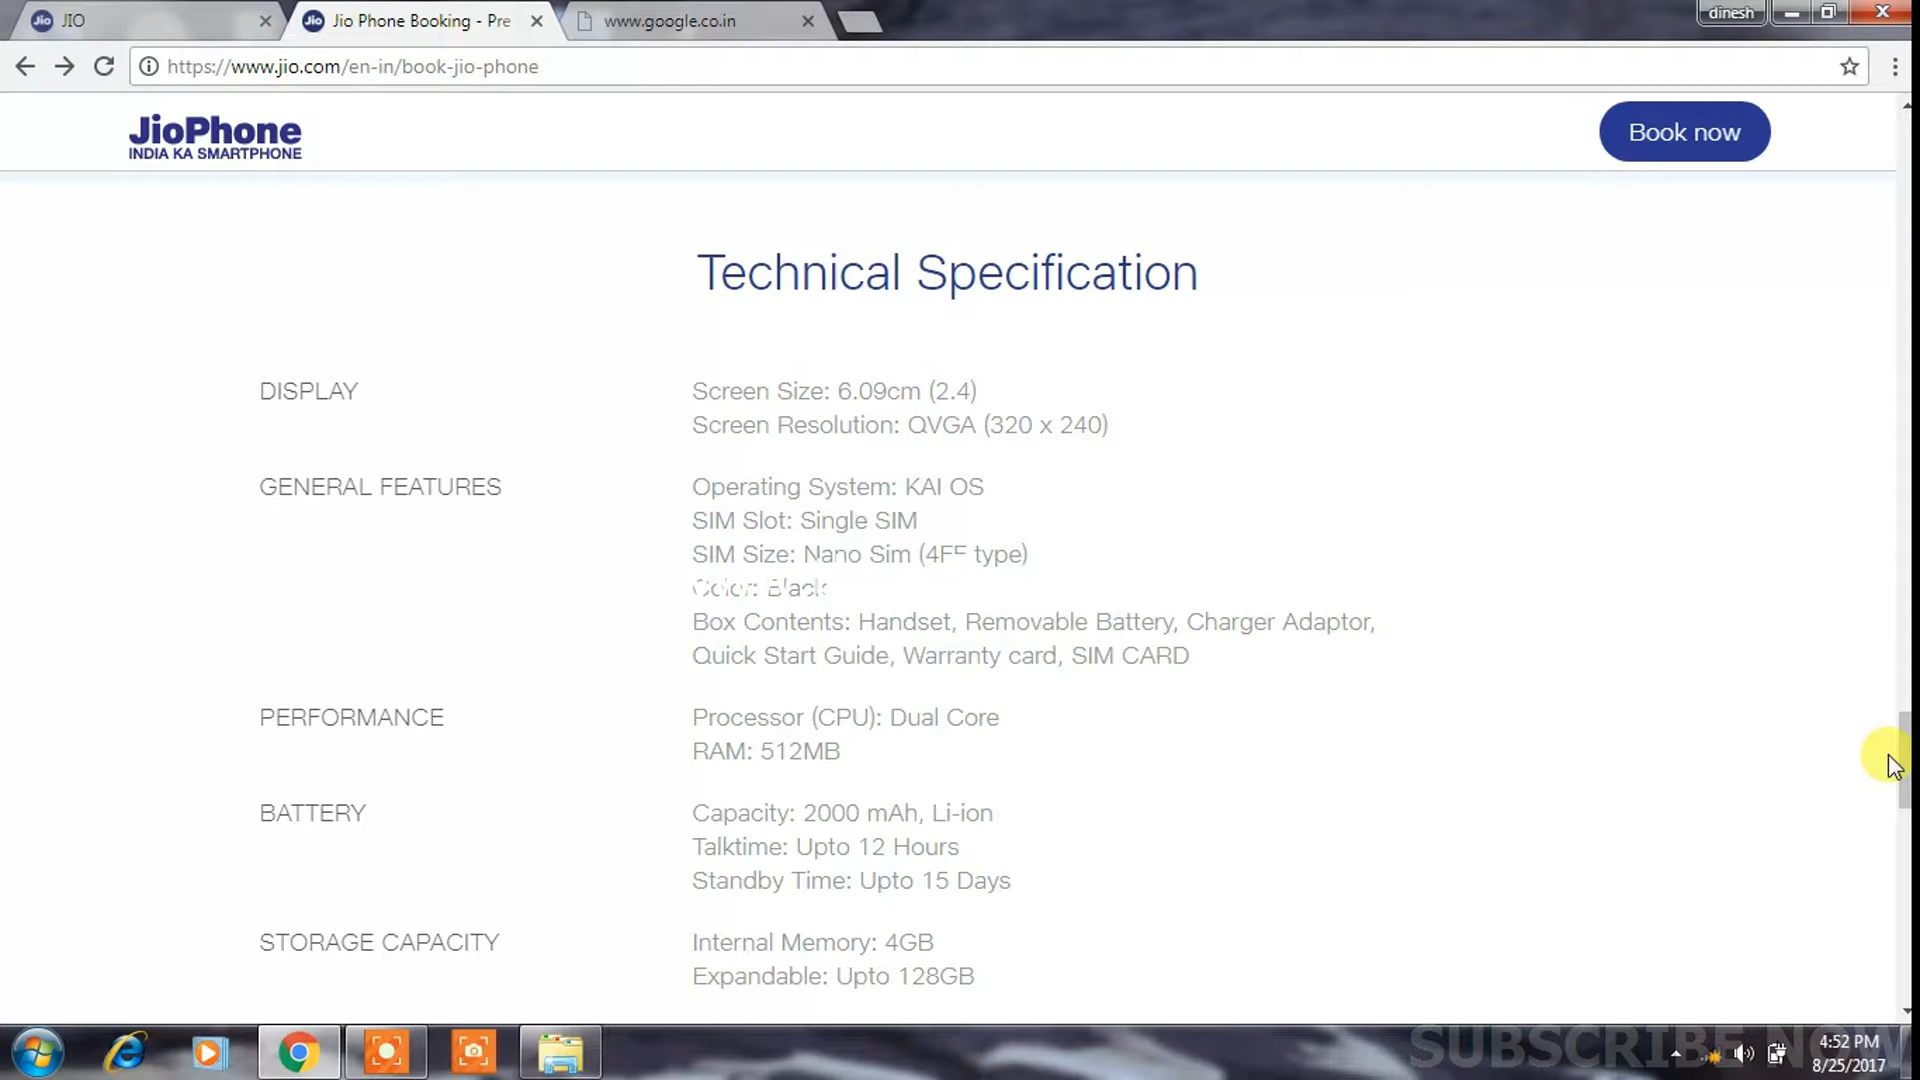 JIO
Jio Phone Booking - Pre
www.google.co.in
dinesh
https://www.jio.com/en-in/book-jio-phone
JioPhone
INDIA KA SMARTPHONE
Book now
Technical Specification
DISPLAY
Screen Size: 6.09cm (2.4)
Screen Resolution: QVGA (320 x 240)
GENERAL FEATURES
Operating System: KAI OS
SIM Slot: Single SIM
SIM Size: Nano Sim (4FF type)
Color: Black
Box Contents: Handset, Removable Battery, Charger Adaptor,
Quick Start Guide, Warranty card, SIM CARD
PERFORMANCE
Processor (CPU): Dual Core
RAM: 512MB
BATTERY
Capacity: 2000 mAh, Li-ion
Talktime: Upto 12 Hours
Standby Time: Upto 15 Days
STORAGE CAPACITY
Internal Memory: 4GB
Expandable: Upto 128GB
SUBSCRIBE NOW
4:52 PM
8/25/2017